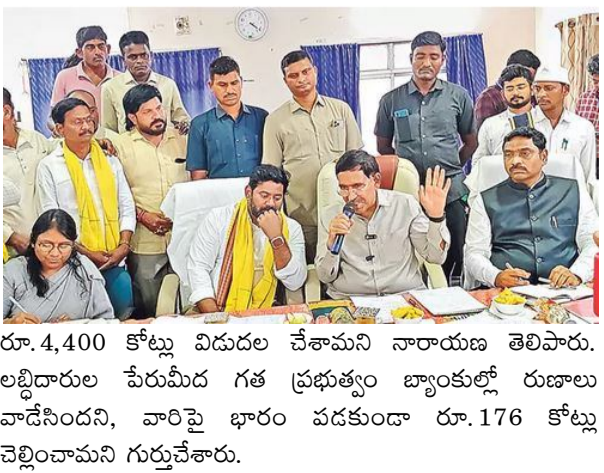 రూ.4,400 కోట్లు విడుదల చేశామని నారాయణ తెలిపారు.
లబ్ధిదారుల పేరుమీద గత ప్రభుత్వం బ్యాంకుల్లో రుణాలు
వాడేసిందని, వారిపై భారం పడకుండా రూ.176 కోట్లు
చెల్లించామని గుర్తుచేశారు.